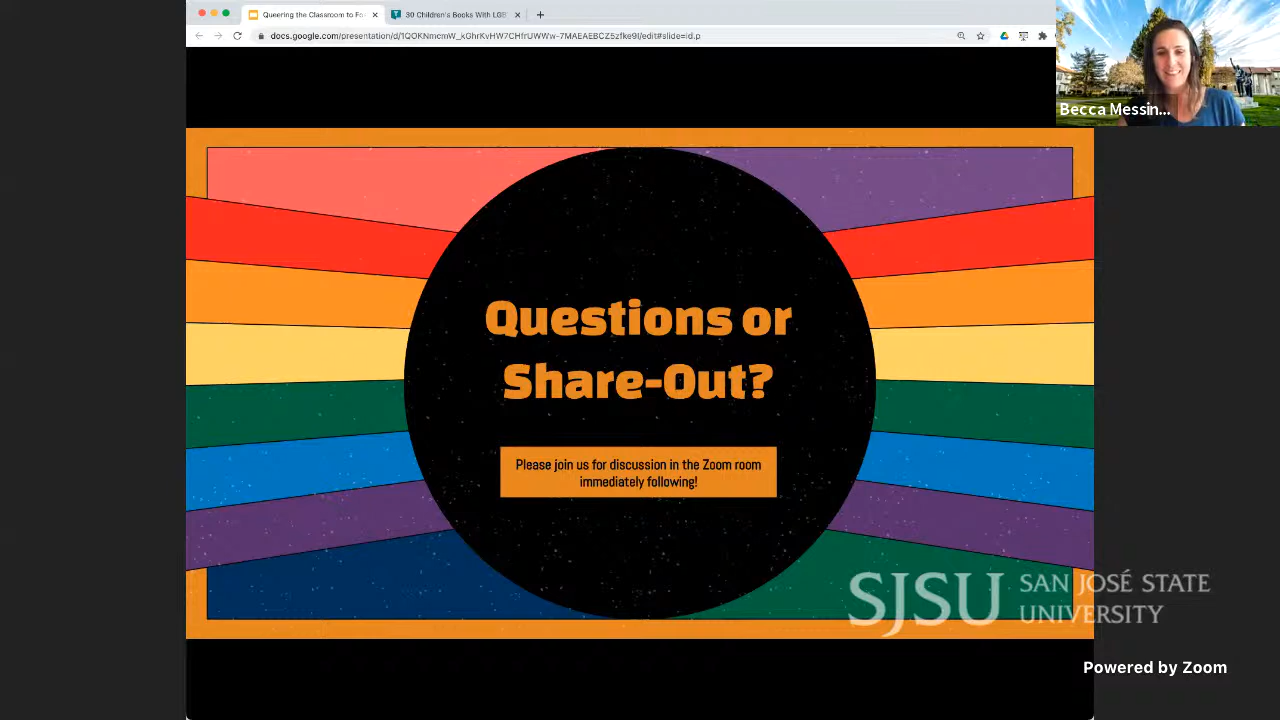 Queering the Classroom to Fo
30 Children's Books With LGB
docs.google.com/presentation/d/1QOKNmcmW_kGhrKvHW7CHfrUWWw-7MAEAEBCZ5zfke9I/edit#slide=id.p
Becca Messin...
Questions or
Share-Out?
Please join us for discussion in the Zoom room
immediately following!
SJSU SAN JOSÉ STATE
UNIVERSITY
Powered by Zoom